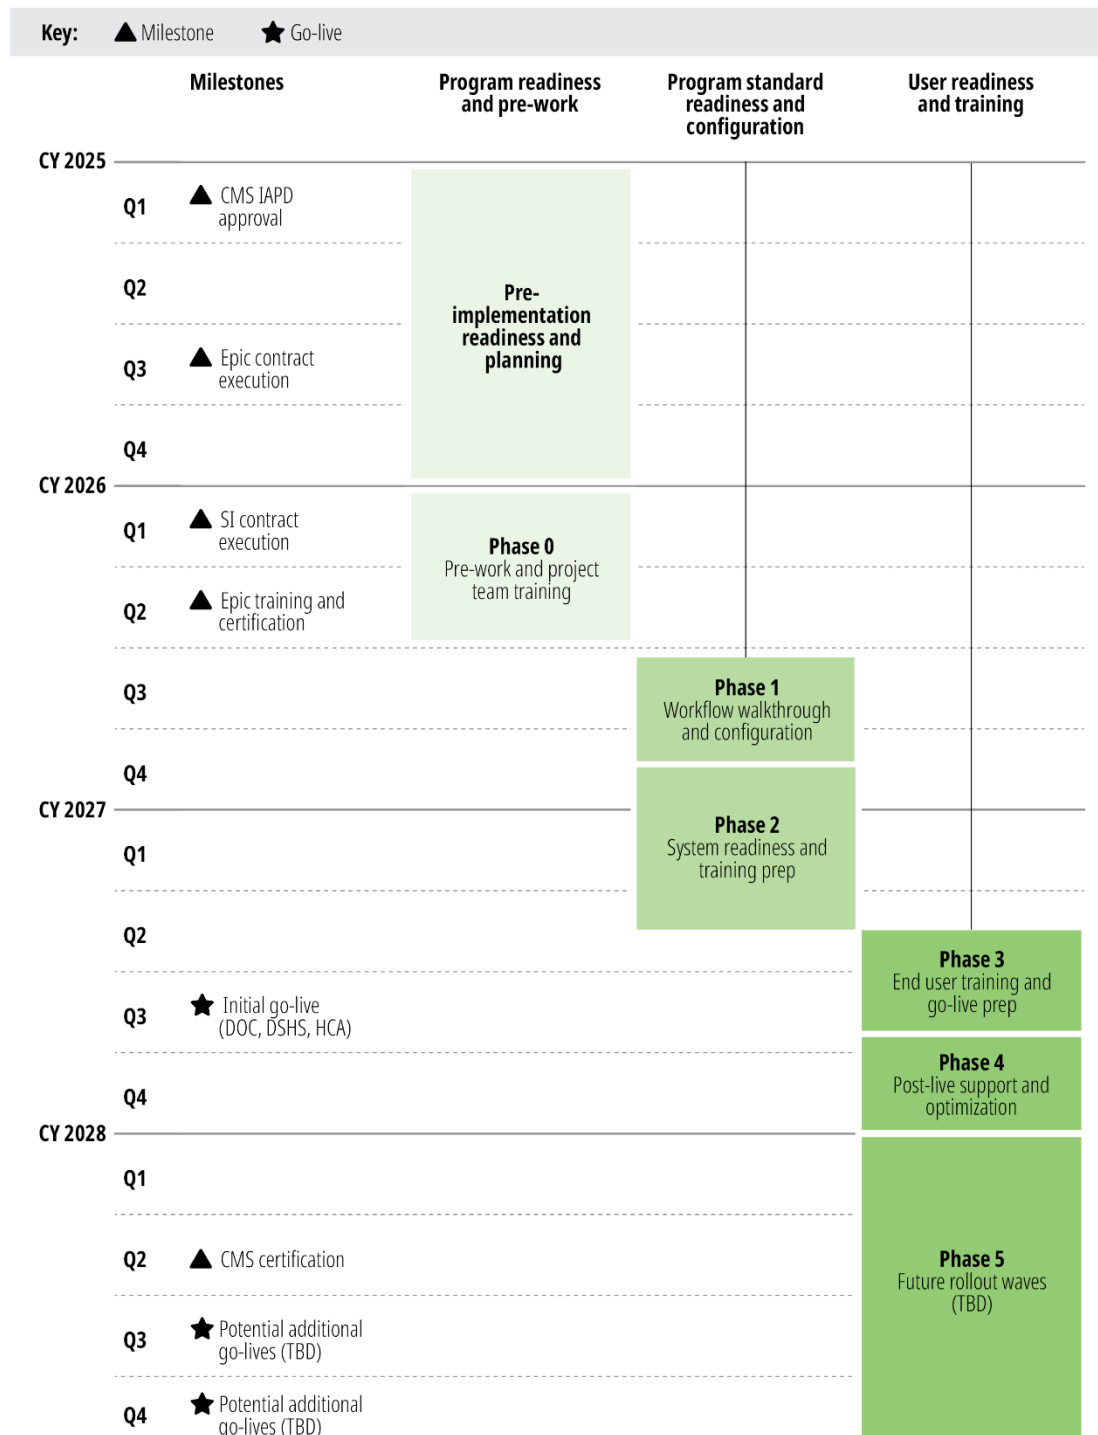 Key: Milestone Go-live
Milestones
Program readiness
and pre-work
Program standard
readiness and
configuration
User readiness
and training
CY 2025
Q1
CMS IAPD
approval
Q2
Pre-
implementation
readiness and
planning
Q3
Epic contract
execution
Q4
CY 2026
Q1
SI contract
execution
Phase 0
Pre-work and project
team training
Q2
Epic training and
certification
Q3
Phase 1
Workflow walkthrough
and configuration
Q4
CY 2027
Phase 2
System readiness and
training prep
Q1
Q2
Phase 3
End user training and
go-live prep
Q3
Initial go-live
(DOC, DSHS, HCA)
Phase 4
Post-live support and
optimization
Q4
CY 2028
Q1
Q2
CMS certification
Phase 5
Future rollout waves
(TBD)
Q3
Potential additional
go-lives (TBD)
Q4
Potential additional
go-lives (TBD)